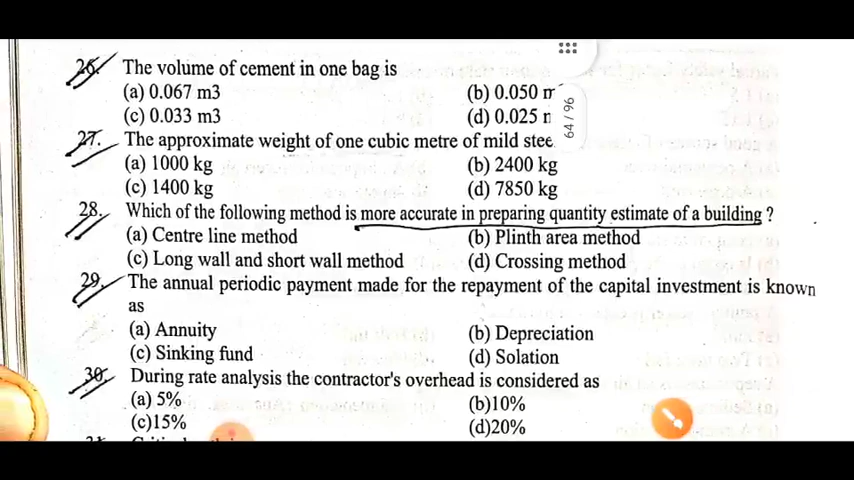 26. The volume of cement in one bag is
(a) 0.067 m3 (b) 0.050 m
(c) 0.033 m3 (d) 0.025 m
27. The approximate weight of one cubic metre of mild stee
(a) 1000 kg (b) 2400 kg
(c) 1400 kg (d) 7850 kg
28. Which of the following method is more accurate in preparing quantity estimate of a building ?
(a) Centre line method (b) Plinth area method
(c) Long wall and short wall method (d) Crossing method
29. The annual periodic payment made for the repayment of the capital investment is known
as
(a) Annuity (b) Depreciation
(c) Sinking fund (d) Solation
30. During rate analysis the contractor's overhead is considered as
(a) 5% (b)10%
(c)15% (d)20%
64 / 96